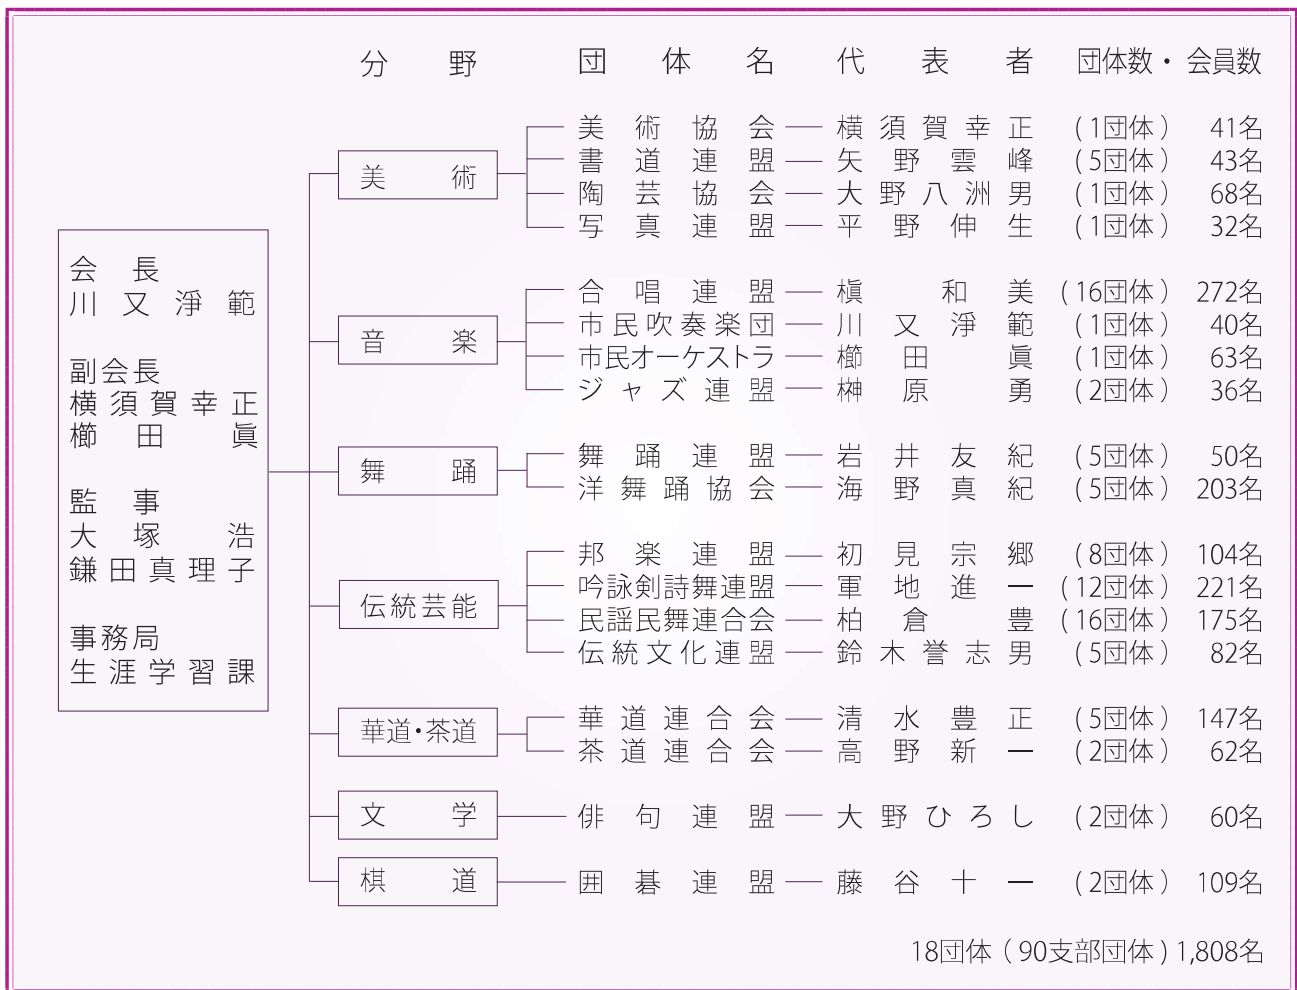 分野 団体名 代表者 団体数・会員数
会長
川又淨範
副会長
横須賀幸正
櫛田眞
監事
大塚浩
鎌田真理子
事務局
生涯学習課
美術
美術協会 横須賀幸正 (1団体) 41名
書道連盟 矢野雲峰 (5団体) 43名
陶芸協会 大野八洲男 (1団体) 68名
写真連盟 平野伸生 (1団体) 32名
音楽
合唱連盟 槇和美 (16団体) 272名
市民吹奏楽団 川又淨範 (1団体) 40名
市民オーケストラ 櫛田眞 (1団体) 63名
ジャズ連盟 榊原勇 (2団体) 36名
舞踊
舞踊連盟 岩井友紀 (5団体) 50名
洋舞踊協会 海野真紀 (5団体) 203名
伝統芸能
邦楽連盟 初見宗郷 (8団体) 104名
吟詠剣詩舞連盟 軍地進一 (12団体) 221名
民謡民舞連合会 柏倉豊 (16団体) 175名
伝統文化連盟 鈴木誉志男 (5団体) 82名
華道・茶道
華道連合会 清水豊正 (5団体) 147名
茶道連合会 高野新一 (2団体) 62名
文学
俳句連盟 大野ひろし (2団体) 60名
棋道
囲碁連盟 藤谷十一 (2団体) 109名
18団体(90支部団体)1,808名